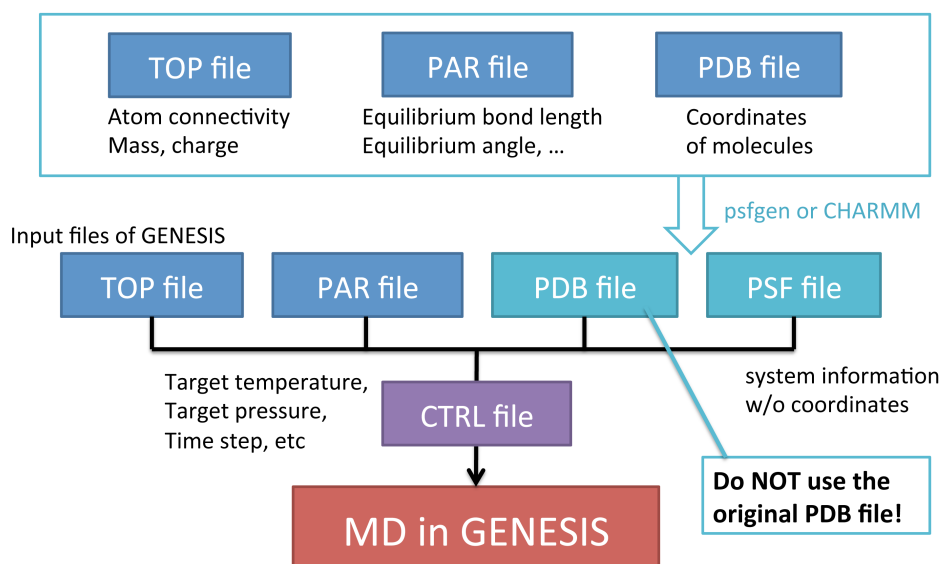 TOP file
PAR file
PDB file
Atom connectivity
Mass, charge
Equilibrium bond length
Equilibrium angle, ...
Coordinates
of molecules
psfgen or CHARMM
Input files of GENESIS
TOP file
PAR file
PDB file
PSF file
Target temperature,
Target pressure,
Time step, etc
CTRL file
system information
w/o coordinates
Do NOT use the
original PDB file!
MD in GENESIS